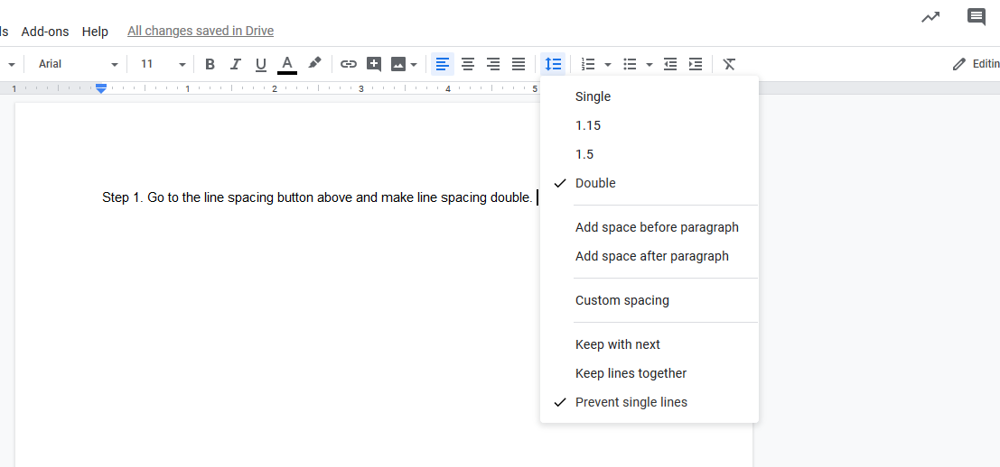 ls Add-ons Help All changes saved in Drive
Arial 11 B I U A Editin
1 1 2 3 4 5
Single
1.15
1.5
Double
Step 1. Go to the line spacing button above and make line spacing double.
Add space before paragraph
Add space after paragraph
Custom spacing
Keep with next
Keep lines together
Prevent single lines